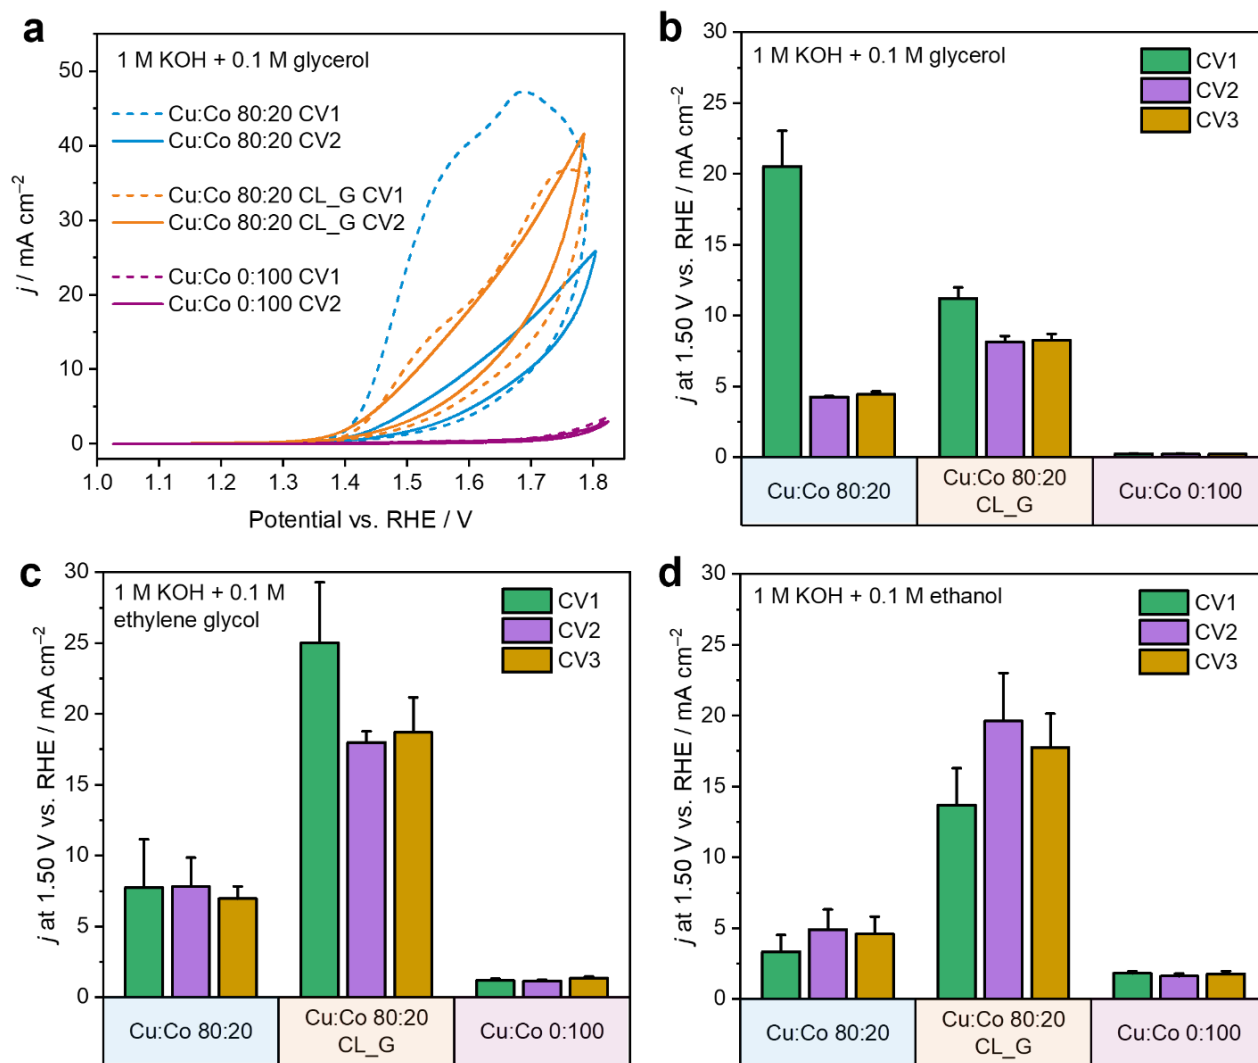 a
1 M KOH + 0.1 M glycerol
Cu:Co 80:20 CV1
Cu:Co 80:20 CV2
Cu:Co 80:20 CL_G CV1
Cu:Co 80:20 CL_G CV2
Cu:Co 0:100 CV1
Cu:Co 0:100 CV2
j / mA cm⁻²
50
40
30
20
10
0
1.0 1.1 1.2 1.3 1.4 1.5 1.6 1.7 1.8
Potential vs. RHE / V
b
1 M KOH + 0.1 M glycerol
CV1
CV2
CV3
j at 1.50 V vs. RHE / mA cm⁻²
30
25
20
15
10
5
0
Cu:Co 80:20
Cu:Co 80:20
CL_G
Cu:Co 0:100
c
1 M KOH + 0.1 M
ethylene glycol
CV1
CV2
CV3
j at 1.50 V vs. RHE / mA cm⁻²
30
25
20
15
10
5
0
Cu:Co 80:20
Cu:Co 80:20
CL_G
Cu:Co 0:100
d
1 M KOH + 0.1 M ethanol
CV1
CV2
CV3
j at 1.50 V vs. RHE / mA cm⁻²
30
25
20
15
10
5
0
Cu:Co 80:20
Cu:Co 80:20
CL_G
Cu:Co 0:100